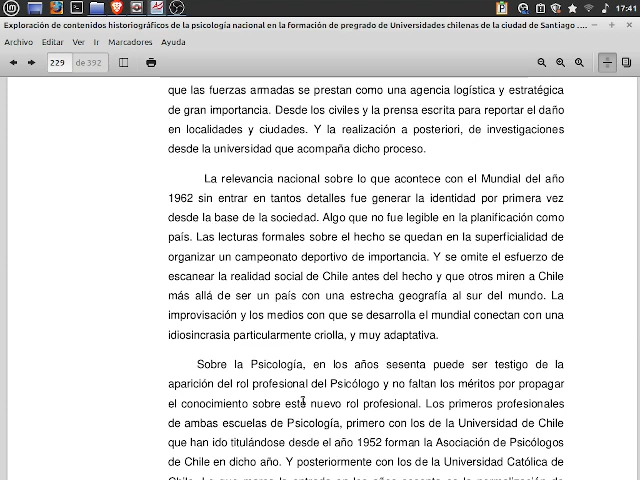 17:41
Exploración de contenidos historiográficos de la psicología nacional en la formación de pregrado de Universidades chilenas de la ciudad de Santiago ....
Archivo Editar Ver Ir Marcadores Ayuda
229 de 392
que las fuerzas armadas se prestan como una agencia logística y estratégica
de gran importancia. Desde los civiles y la prensa escrita para reportar el daño
en localidades y ciudades. Y la realización a posteriori, de investigaciones
desde la universidad que acompaña dicho proceso.
La relevancia nacional sobre lo que acontece con el Mundial del año
1962 sin entrar en tantos detalles fue generar la identidad por primera vez
desde la base de la sociedad. Algo que no fue legible en la planificación como
país. Las lecturas formales sobre el hecho se quedan en la superficialidad de
organizar un campeonato deportivo de importancia. Y se omite el esfuerzo de
escanear la realidad social de Chile antes del hecho y que otros miren a Chile
más allá de ser un país con una estrecha geografía al sur del mundo. La
improvisación y los medios con que se desarrolla el mundial conectan con una
idiosincrasia particularmente criolla, y muy adaptativa.
Sobre la Psicología, en los años sesenta puede ser testigo de la
aparición del rol profesional del Psicólogo y no faltan los méritos por propagar
el conocimiento sobre este nuevo rol profesional. Los primeros profesionales
de ambas escuelas de Psicología, primero con los de la Universidad de Chile
que han ido titulándose desde el año 1952 forman la Asociación de Psicólogos
de Chile en dicho año. Y posteriormente con los de la Universidad Católica de